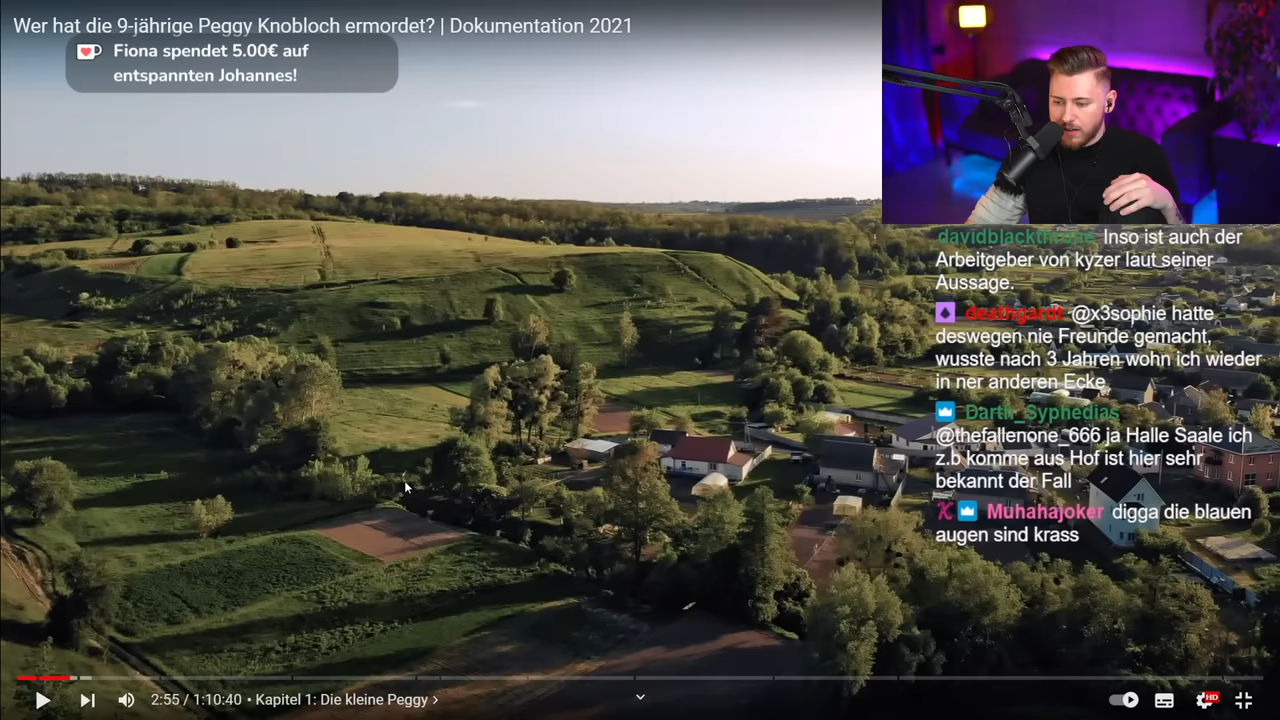 Wer hat die 9-jährige Peggy Knobloch ermordet? | Dokumentation 2021
Fiona spendet 5.00€ auf
entspannten Johannes!
davidblackthrone Inso ist auch der
Arbeitgeber von kyzer laut seiner
Aussage.
deathgardt @x3sophie hatte
deswegen nie Freunde gemacht,
wusste nach 3 Jahren wohn ich wieder
in ner anderen Ecke
Darth_Syphedias
@thefallenone_666 ja Halle Saale ich
z.b komme aus Hof ist hier sehr
bekannt der Fall
K Muhahajoker digga die blauen
augen sind krass
2:55 / 1:10:40 • Kapitel 1: Die kleine Peggy
HD